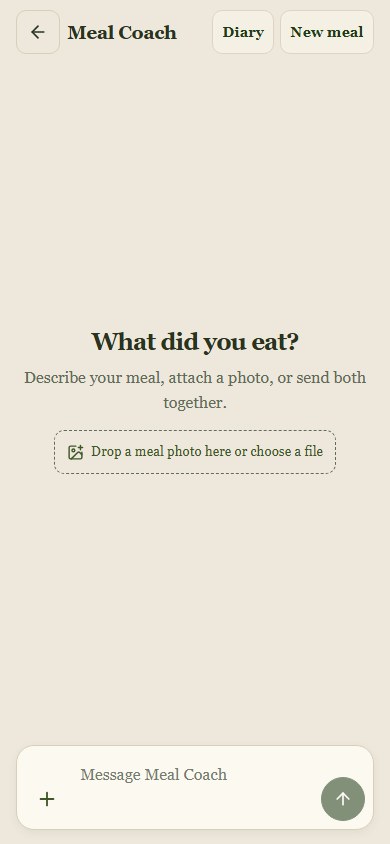 Meal Coach
Diary
New meal
What did you eat?
Describe your meal, attach a photo, or send both
together.
Drop a meal photo here or choose a file
Message Meal Coach